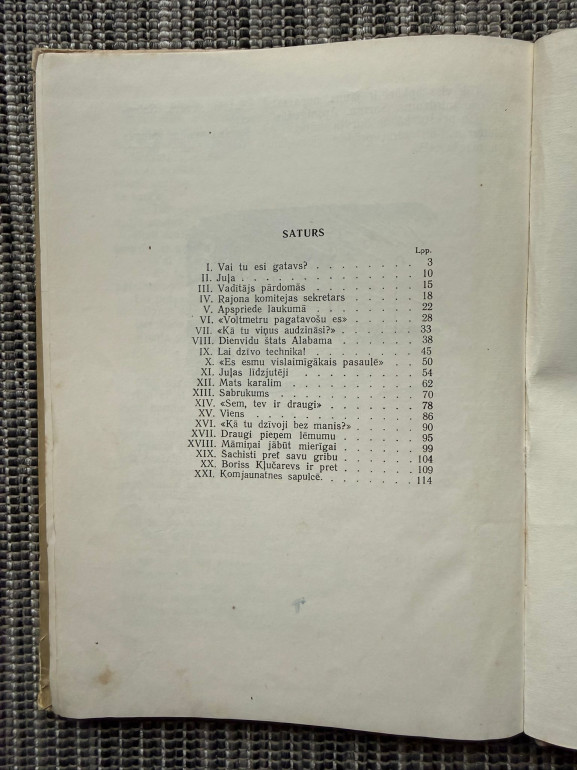 SATURS
Lpp.
I. Vai tu esi gatavs? . . . . . . . . 3
II. Juļa . . . . . . . . . . . . 10
III. Vadītājs pārdomās . . . . . . . . 15
IV. Rajona komitejas sekretārs . . . . . . 18
V. Apspriede laukumā . . . . . . . . 22
VI. «Voltmetru pagatavošu es» . . . . . . 28
VII. «Kā tu viņus audzināsi?» . . . . . . 33
VIII. Dienvidu štats Alabama . . . . . . 38
IX. Lai dzīvo technika! . . . . . . . . 45
X. «Es esmu vislaimīgākais pasaulē» . . . . 50
XI. Juļas līdzjutēji . . . . . . . . 54
XII. Mats karalim . . . . . . . . . 62
XIII. Sabrukums . . . . . . . . . . 70
XIV. «Sem, tev ir draugi» . . . . . . . 78
XV. Viens . . . . . . . . . . . 86
XVI. «Kā tu dzīvoji bez manis?» . . . . . 90
XVII. Draugi pieņem lēmumu . . . . . . 95
XVIII. Māmiņai jābūt mierīgai . . . . . . 99
XIX. Šachisti pret savu gribu . . . . . . 104
XX. Boriss Kļučarevs ir pret . . . . . . 109
XXI. Komjaunatnes sapulcē . . . . . . . 114